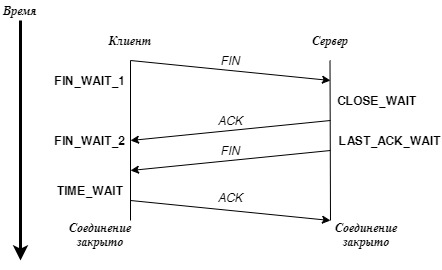 Время
Клиент
Сервер
FIN
FIN_WAIT_1
CLOSE_WAIT
ACK
FIN_WAIT_2
LAST_ACK_WAIT
FIN
TIME_WAIT
ACK
Соединение
закрыто
Соединение
закрыто